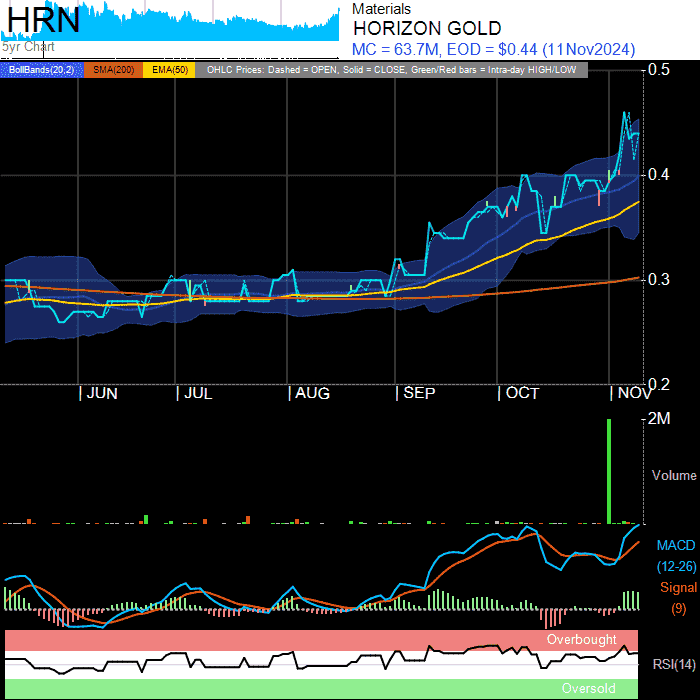 HRN
5yr Chart
Materials
HORIZON GOLD
MC = 63.7M, EOD = $0.44 (11Nov2024)
BollBands(20,2) SMA(200) EMA(50) OHLC Prices: Dashed = OPEN, Solid = CLOSE, Green/Red bars = Intra-day HIGH/LOW
0.5
0.4
0.3
0.2
JUN JUL AUG SEP OCT NOV
2M
Volume
MACD
(12-26)
Signal
(9)
Overbought
RSI(14)
Oversold